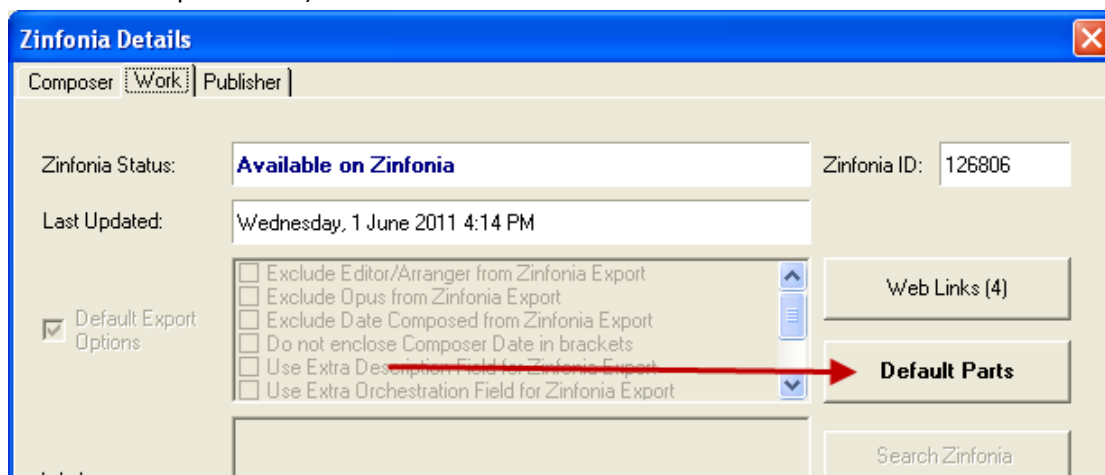 Zinfonia Details
Composer Work Publisher
Zinfonia Status: Available on Zinfonia Zinfonia ID: 126806
Last Updated: Wednesday, 1 June 2011 4:14 PM
Exclude Editor/Arranger from Zinfonia Export
Exclude Opus from Zinfonia Export
Web Links (4)
Default Export Options
Exclude Date Composed from Zinfonia Export
Do not enclose Composer Date in brackets
Use Extra Description Field for Zinfonia Export
Default Parts
Use Extra Orchestration Field for Zinfonia Export
Search Zinfonia